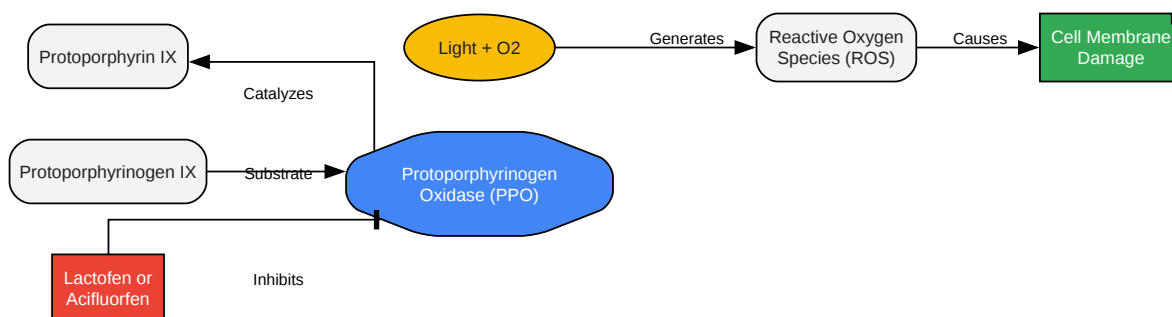 Light + O2
Generates
Reactive Oxygen
Species (ROS)
Causes
Cell Membrane
Damage
Protoporphyrin IX
Catalyzes
Protoporphyrinogen IX
Substrate
Protoporphyrinogen
Oxidase (PPO)
Lactofen or
Acifluorfen
Inhibits